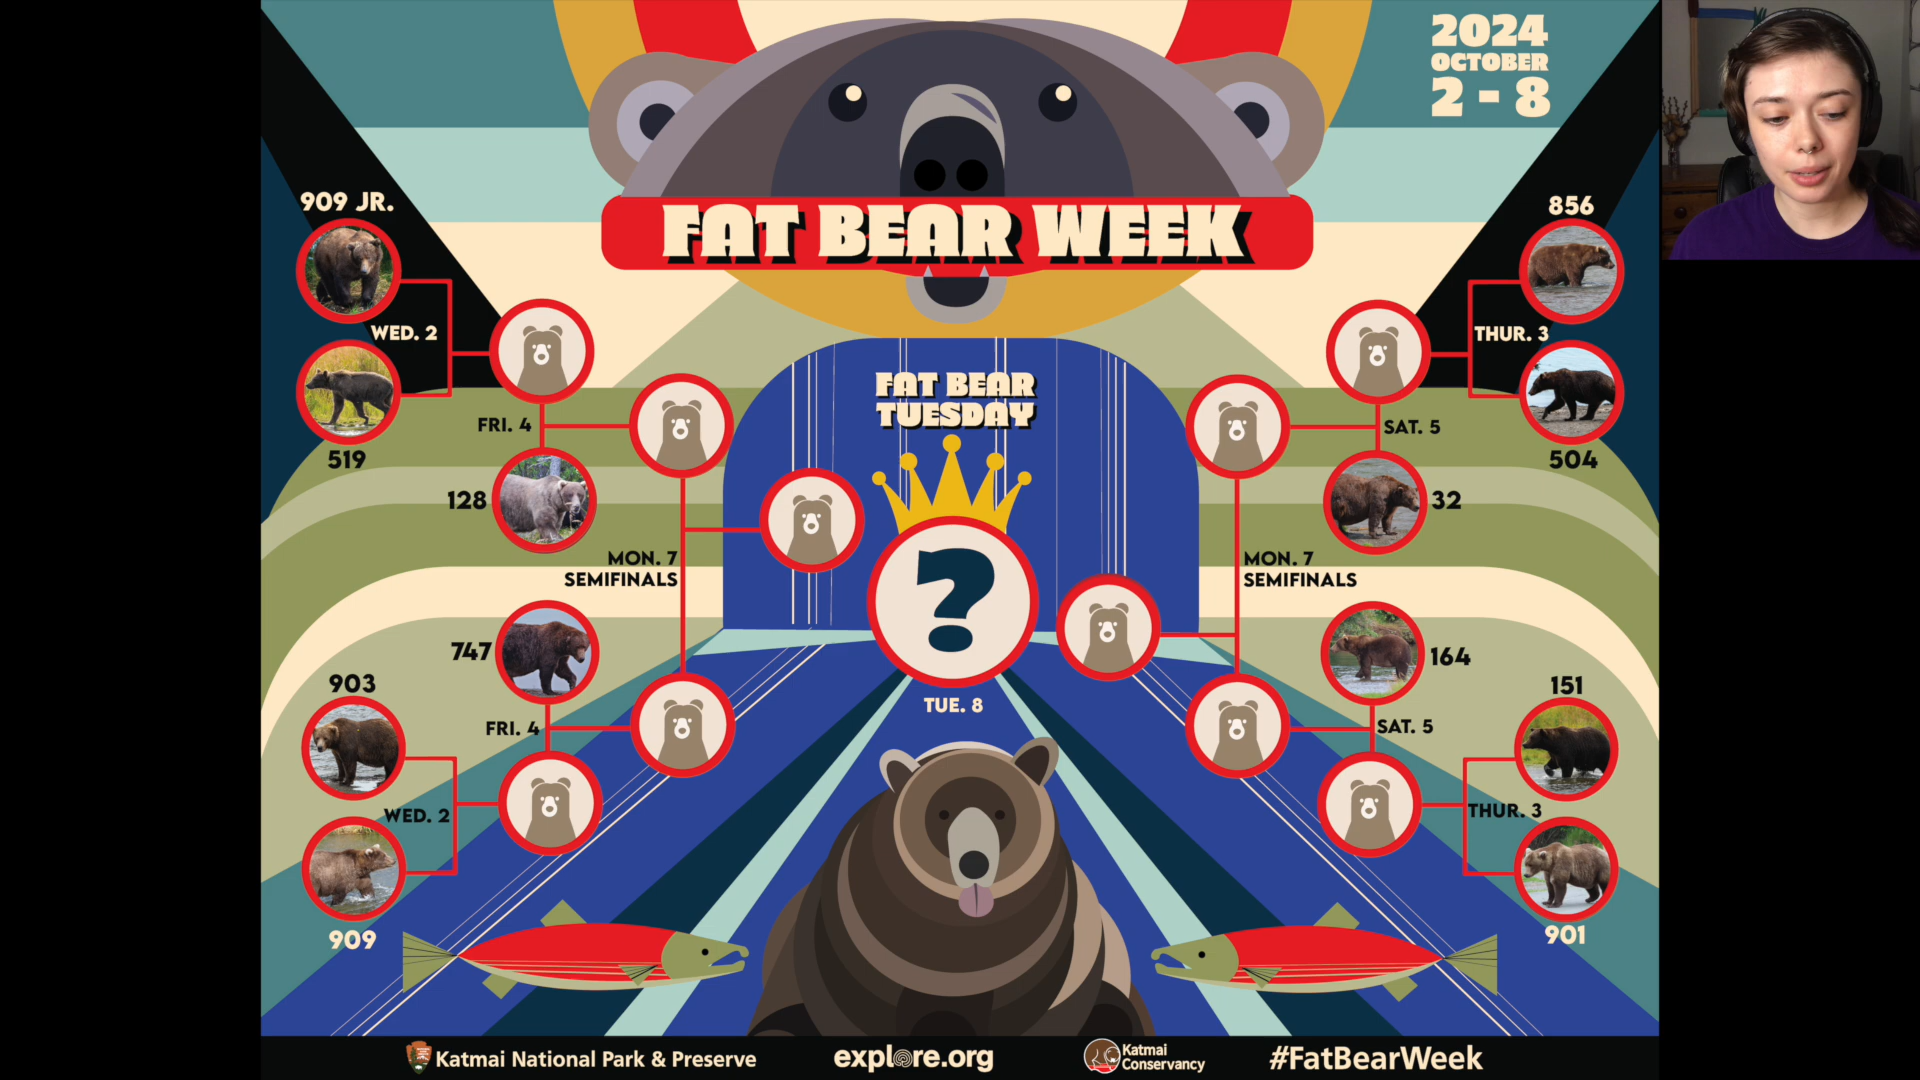 2024
OCTOBER
2 - 8
FAT BEAR WEEK
909 JR.
WED. 2
519
FRI. 4
128
MON. 7
SEMIFINALS
747
903
FRI. 4
WED. 2
909
FAT BEAR
TUESDAY
?
TUE. 8
856
THUR. 3
504
SAT. 5
32
MON. 7
SEMIFINALS
164
151
SAT. 5
THUR. 3
901
Katmai National Park & Preserve
explore.org
Katmai
Conservancy
#FatBearWeek